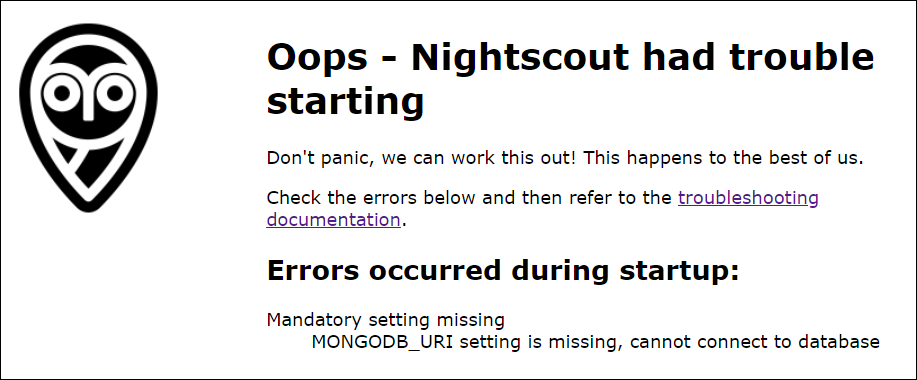 Oops - Nightscout had trouble
starting
Don't panic, we can work this out! This happens to the best of us.
Check the errors below and then refer to the troubleshooting
documentation.
Errors occurred during startup:
Mandatory setting missing
MONGODB_URI setting is missing, cannot connect to database